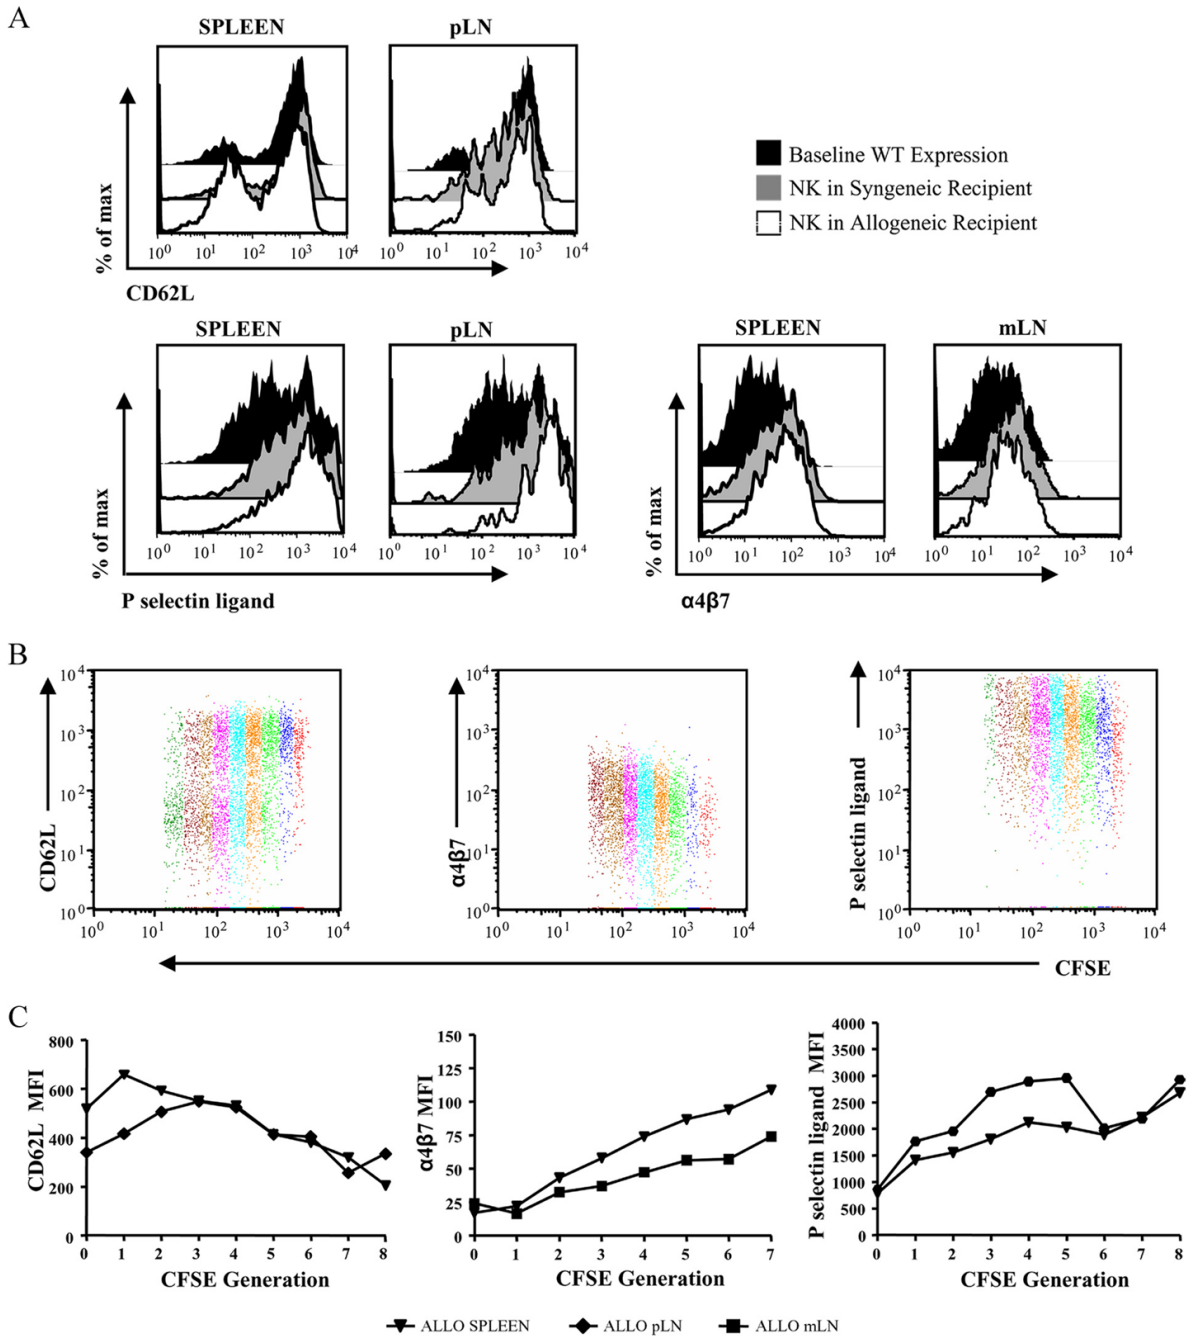 A
SPLEEN
pLN
% of max
10⁰ 10¹ 10² 10³ 10⁴
10⁰ 10¹ 10² 10³ 10⁴
CD62L
Baseline WT Expression
NK in Syngeneic Recipient
NK in Allogeneic Recipient
SPLEEN
pLN
% of max
10⁰ 10¹ 10² 10³ 10⁴
10⁰ 10¹ 10² 10³ 10⁴
P selectin ligand
SPLEEN
mLN
% of max
10⁰ 10¹ 10² 10³ 10⁴
10⁰ 10¹ 10² 10³ 10⁴
α4β7
B
CD62L
10⁴
10³
10²
10¹
10⁰
10⁰ 10¹ 10² 10³ 10⁴
α4β7
10⁴
10³
10²
10¹
10⁰
10⁰ 10¹ 10² 10³ 10⁴
P selectin ligand
10⁴
10³
10²
10¹
10⁰
10⁰ 10¹ 10² 10³ 10⁴
CFSE
C
CD62L MFI
800
600
400
200
0
0 1 2 3 4 5 6 7 8
CFSE Generation
α4β7 MFI
150
125
100
75
50
25
0
0 1 2 3 4 5 6 7
CFSE Generation
P selectin ligand MFI
4000
3500
3000
2500
2000
1500
1000
500
0
0 1 2 3 4 5 6 7 8
CFSE Generation
ALLO SPLEEN
ALLO pLN
ALLO mLN